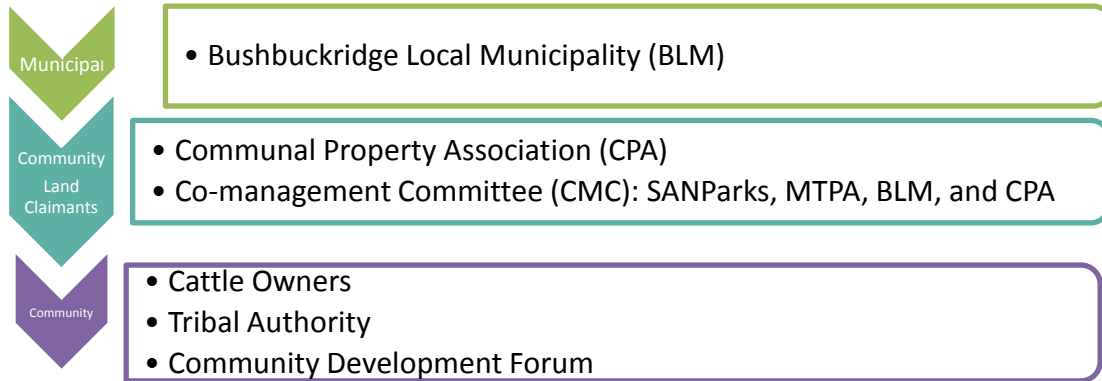 Municipal
• Bushbuckridge Local Municipality (BLM)
Community
Land
Claimants
• Communal Property Association (CPA)
• Co-management Committee (CMC): SANParks, MTPA, BLM, and CPA
Community
• Cattle Owners
• Tribal Authority
• Community Development Forum